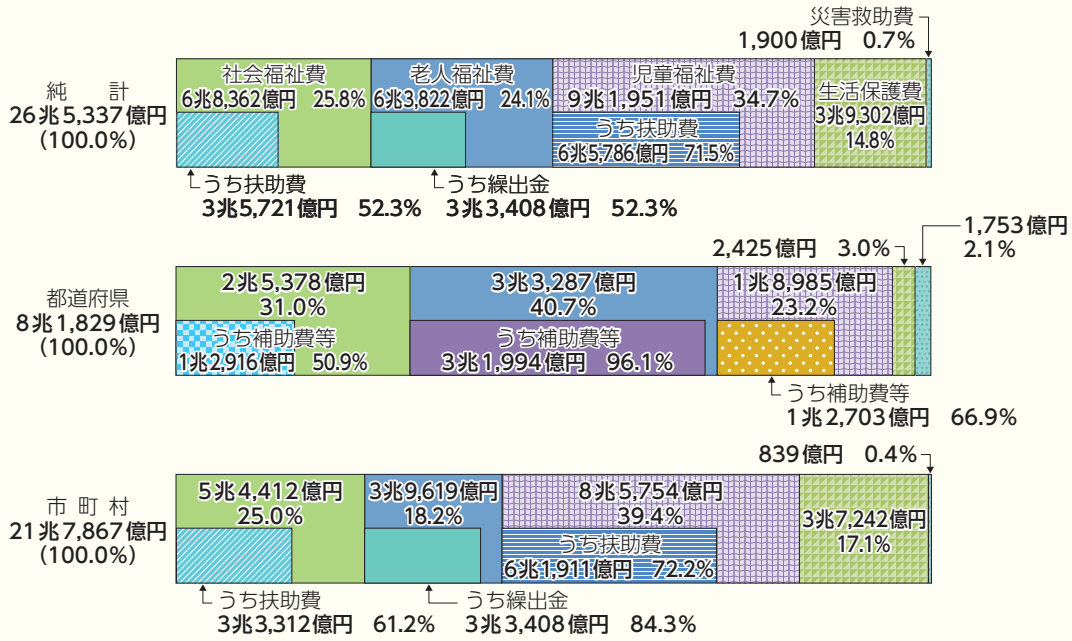 災害救助費
1,900億円 0.7%
純 計
26兆5,337億円
(100.0%)
社会福祉費
6兆8,362億円 25.8%
老人福祉費
6兆3,822億円 24.1%
児童福祉費
9兆1,951億円 34.7%
生活保護費
3兆9,302億円
14.8%
うち扶助費
6兆5,786億円 71.5%
うち扶助費
3兆5,721億円 52.3%
うち繰出金
3兆3,408億円 52.3%
都道府県
8兆1,829億円
(100.0%)
2兆5,378億円
31.0%
3兆3,287億円
40.7%
1兆8,985億円
23.2%
2,425億円 3.0%
1,753億円
2.1%
うち補助費等
1兆2,916億円 50.9%
うち補助費等
3兆1,994億円 96.1%
うち補助費等
1兆2,703億円 66.9%
839億円 0.4%
市 町 村
21兆7,867億円
(100.0%)
5兆4,412億円
25.0%
3兆9,619億円
18.2%
8兆5,754億円
39.4%
3兆7,242億円
17.1%
うち扶助費
6兆1,911億円 72.2%
うち扶助費
3兆3,312億円 61.2%
うち繰出金
3兆3,408億円 84.3%